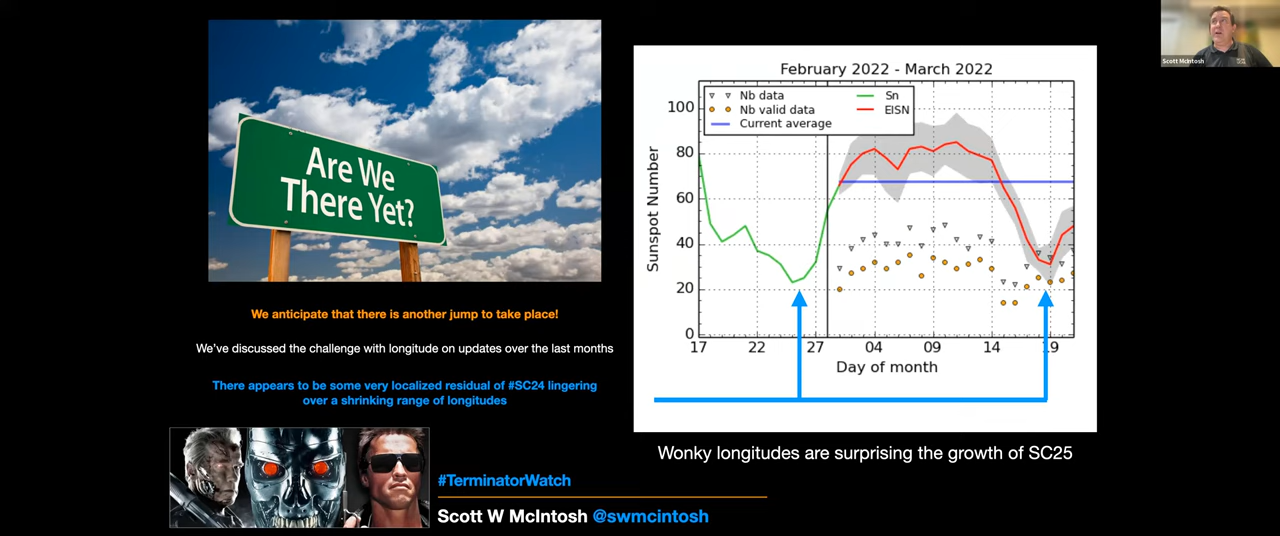 Are We
There Yet?
We anticipate that there is another jump to take place!
We've discussed the challenge with longitude on updates over the last months
There appears to be some very localized residual of #SC24 lingering
over a shrinking range of longitudes
#TerminatorWatch
Scott W McIntosh @swmcintosh
February 2022 - March 2022
Nb data
Nb valid data
Current average
Sn
EISN
Sunspot Number
100
80
60
40
20
0
17 22 27 04 09 14 19
Day of month
Wonky longitudes are surprising the growth of SC25
Scott McIntosh